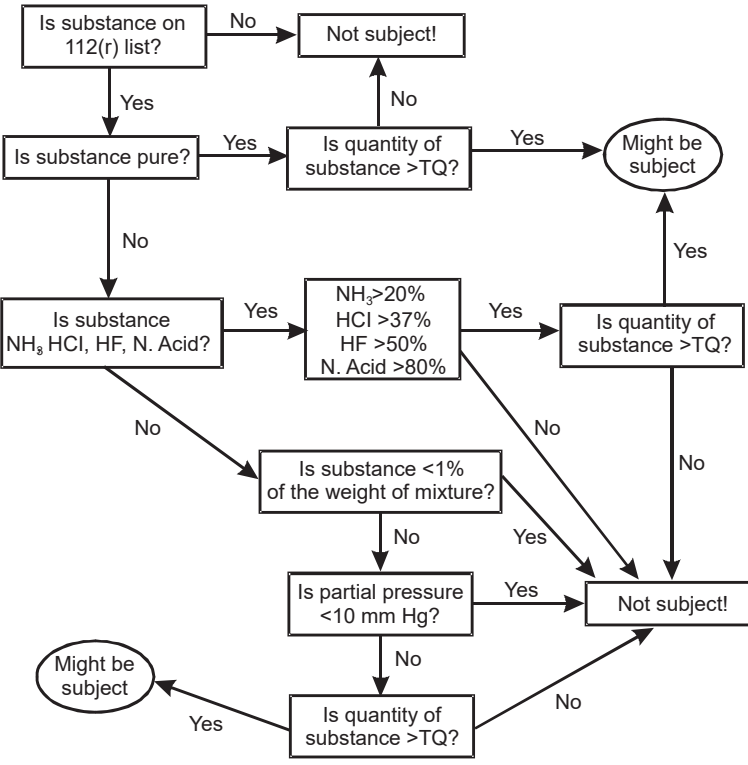 Is substance on
112(r) list?
No
Not subject!
Yes
No
Is substance pure?
Yes
Is quantity of
substance >TQ?
Yes
Might be
subject
No
Yes
Is substance
NH₃ HCl, HF, N. Acid?
Yes
NH₃>20%
HCl >37%
HF >50%
N. Acid >80%
Yes
Is quantity of
substance >TQ?
No
No
No
Is substance <1%
of the weight of mixture?
Yes
No
Is partial pressure
<10 mm Hg?
Yes
Not subject!
No
Might be
subject
Yes
Is quantity of
substance >TQ?
No